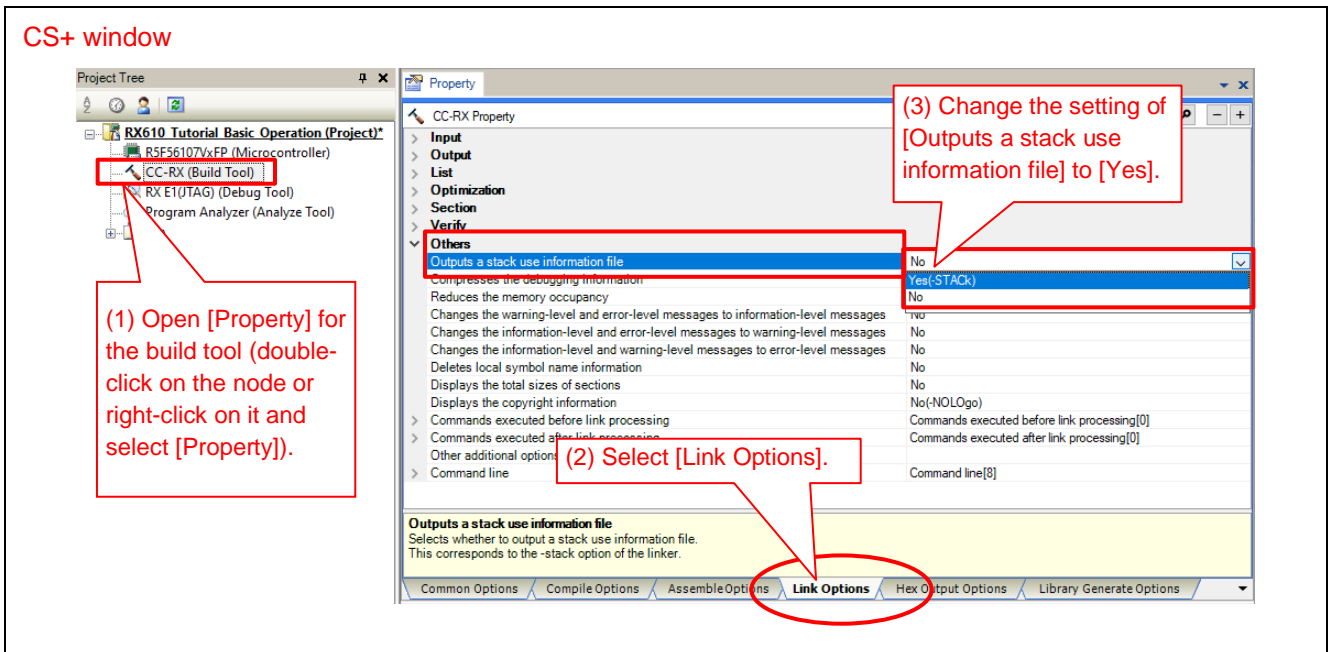 CS+ window
Project Tree
RX610 Tutorial Basic Operation (Project)*
R5F56107VxFP (Microcontroller)
CC-RX (Build Tool)
RX E1(JTAG) (Debug Tool)
Program Analyzer (Analyze Tool)
(1) Open [Property] for
the build tool (double-
click on the node or
right-click on it and
select [Property]).
Property
CC-RX Property
(3) Change the setting of
[Outputs a stack use
information file] to [Yes].
Input
Output
List
Optimization
Section
Verify
Others
Outputs a stack use information file No
Yes(-STACk)
No
Compresses the debugging information
Reduces the memory occupancy
Changes the warning-level and error-level messages to information-level messages No
Changes the information-level and error-level messages to warning-level messages No
Changes the information-level and warning-level messages to error-level messages No
Deletes local symbol name information No
Displays the total sizes of sections No
Displays the copyright information No(-NOLOgo)
Commands executed before link processing Commands executed before link processing[0]
Commands executed after link processing Commands executed after link processing[0]
Other additional options
Command line Command line[8]
(2) Select [Link Options].
Outputs a stack use information file
Selects whether to output a stack use information file.
This corresponds to the -stack option of the linker.
Common Options Compile Options Assemble Options Link Options Hex Output Options Library Generate Options